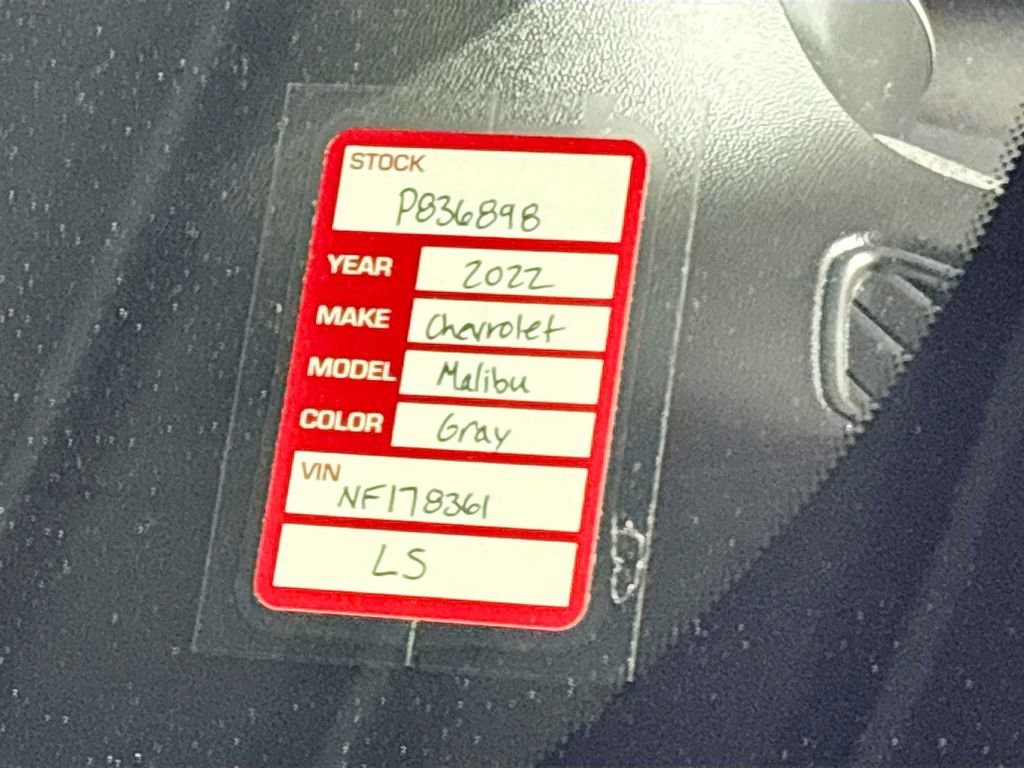 STOCK
P836898
YEAR 2022
MAKE Chevrolet
MODEL Malibu
COLOR Gray
VIN
NF178361
LS